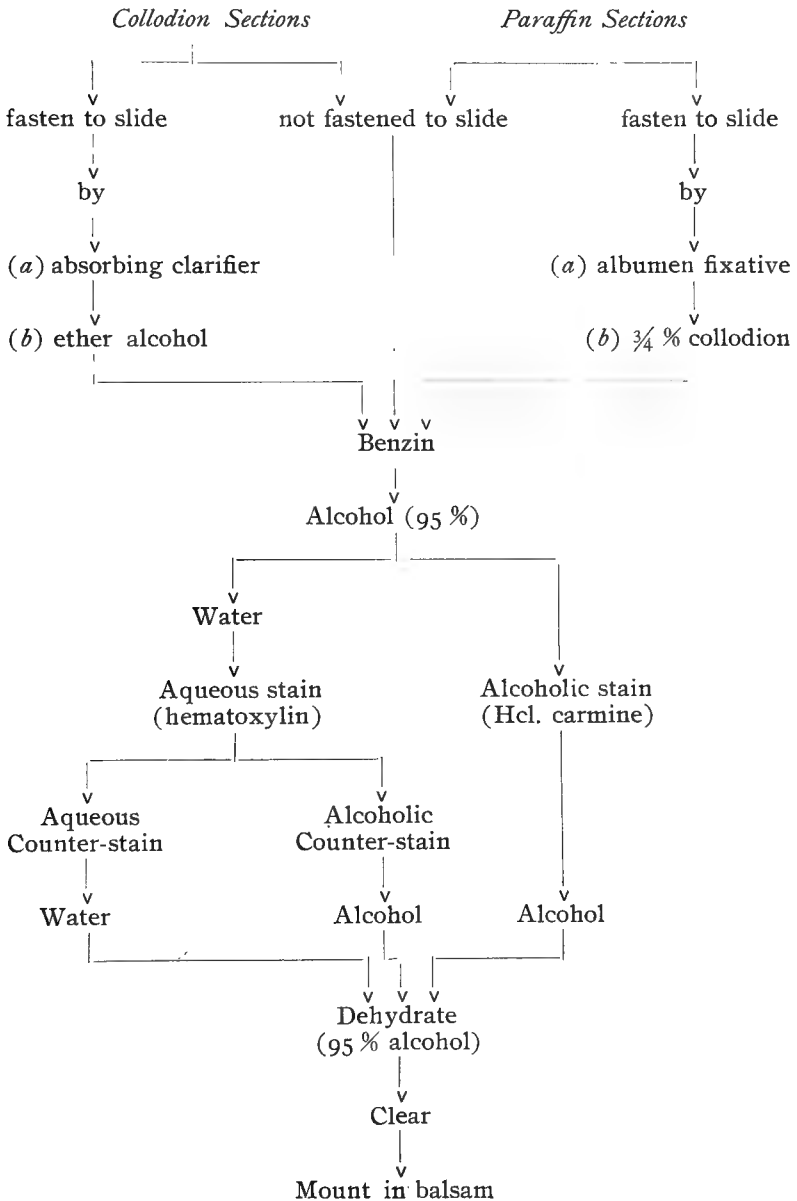 Collodion Sections
Paraffin Sections
fasten to slide
not fastened to slide
fasten to slide
by
by
(a) absorbing clarifier
(a) albumen fixative
(b) ether alcohol
(b) ¾ % collodion
Benzin
Alcohol (95 %)
Water
Aqueous stain
(hematoxylin)
Alcoholic stain
(Hcl. carmine)
Aqueous
Counter-stain
Alcoholic
Counter-stain
Water
Alcohol
Alcohol
Dehydrate
(95 % alcohol)
Clear
Mount in balsam